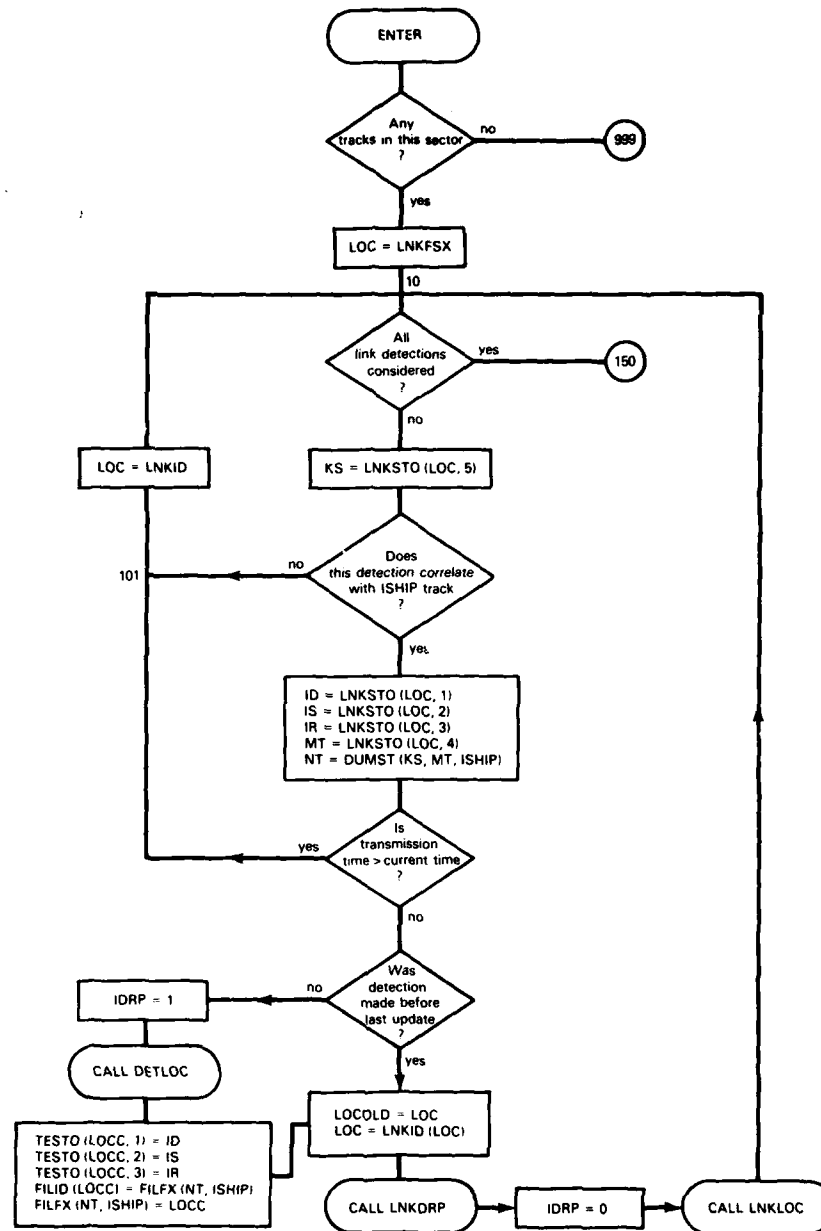 ENTER
Any
tracks in this sector
?
no
999
yes
LOC = LNKFSX
10
All
link detections
considered
?
yes
150
no
LOC = LNKID
KS = LNKSTO (LOC, 5)
Does
this detection correlate
with ISHIP track
?
no
101
yes
ID = LNKSTO (LOC, 1)
IS = LNKSTO (LOC, 2)
IR = LNKSTO (LOC, 3)
MT = LNKSTO (LOC, 4)
NT = DUMST (KS, MT, ISHIP)
Is
transmission
time > current time
?
yes
no
Was
detection
made before
last update
?
no
IDRP = 1
yes
CALL DETLOC
LOCOLD = LOC
LOC = LNKID (LOC)
TESTO (LOCC, 1) = ID
TESTO (LOCC, 2) = IS
TESTO (LOCC, 3) = IR
FILID (LOCC) = FILFX (NT, ISHIP)
FILFX (NT, ISHIP) = LOCC
CALL LNKDRP
IDRP = 0
CALL LNKLOC